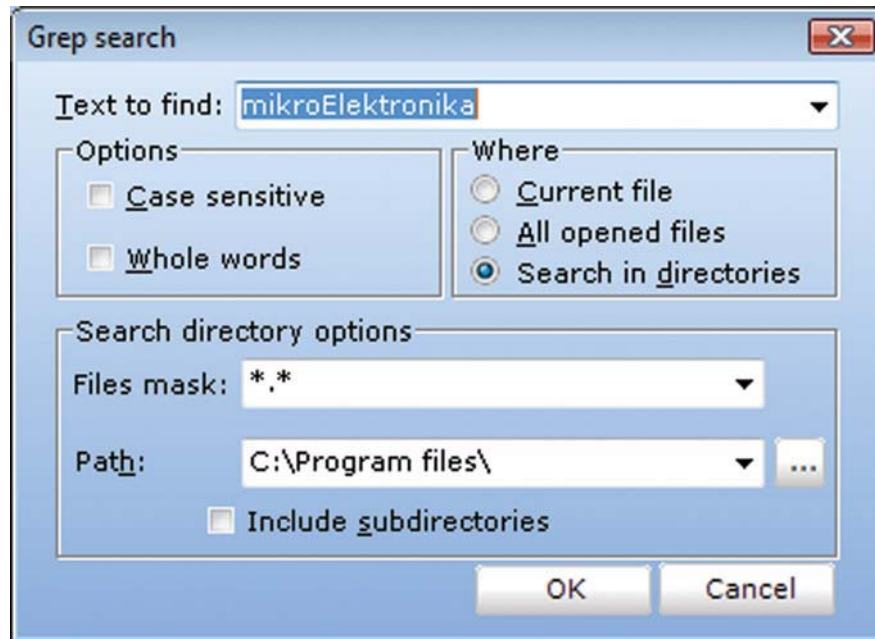 Grep search
Text to find: mikroElektronika
Options
Case sensitive
Whole words
Where
Current file
All opened files
Search in directories
Search directory options
Files mask: *.*
Path: C:\Program files\ ...
Include subdirectories
OK Cancel